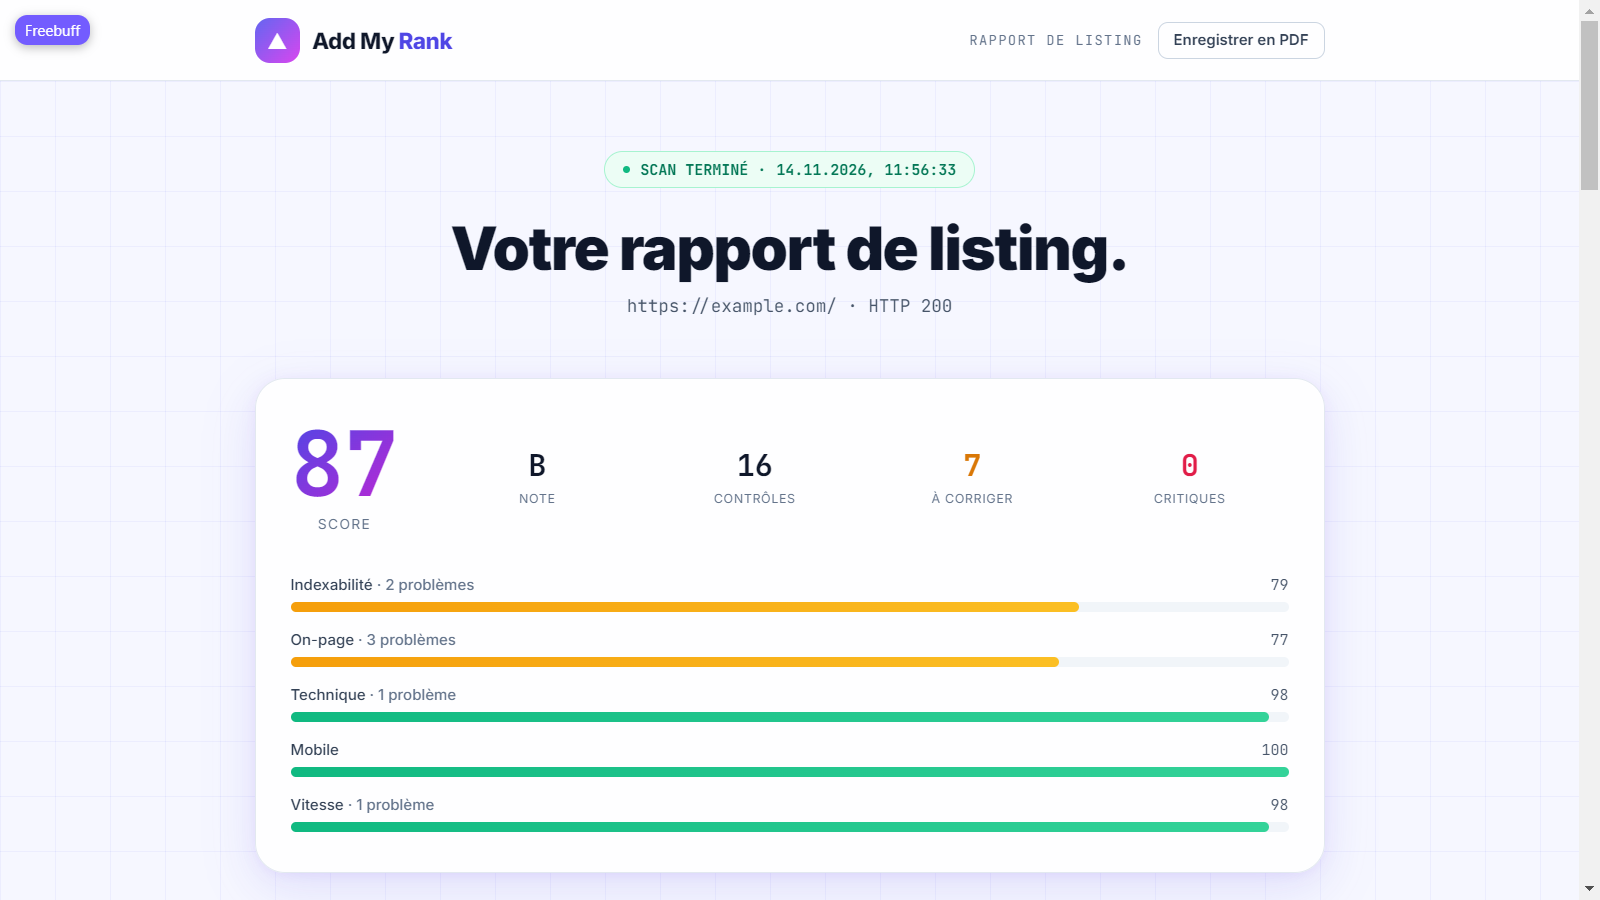 Freebuff
Add My Rank
RAPPORT DE LISTING
Enregistrer en PDF
SCAN TERMINÉ · 14.11.2026, 11:56:33
Votre rapport de listing.
https://example.com/ · HTTP 200
87
SCORE
B
NOTE
16
CONTRÔLES
7
À CORRIGER
0
CRITIQUES
Indexabilité · 2 problèmes 79
On-page · 3 problèmes 77
Technique · 1 problème 98
Mobile 100
Vitesse · 1 problème 98